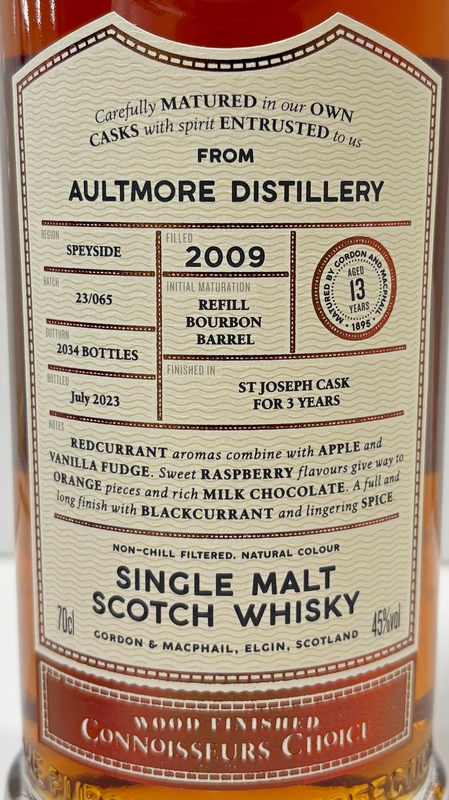 Carefully MATURED in our OWN
CASKS with spirit ENTRUSTED to us
FROM
AULTMORE DISTILLERY
REGION
SPEYSIDE
BATCH
23/065
OUTTURN
2034 BOTTLES
BOTTLED
July 2023
FILLED
2009
INITIAL MATURATION
REFILL
BOURBON
BARREL
MATURED BY GORDON AND MACPHAIL
AGED
13
YEARS
• 1895 •
FINISHED IN
ST JOSEPH CASK
FOR 3 YEARS
NOTES
REDCURRANT aromas combine with APPLE and
VANILLA FUDGE. Sweet RASPBERRY flavours give way to
ORANGE pieces and rich MILK CHOCOLATE. A full and
long finish with BLACKCURRANT and lingering SPICE.
NON-CHILL FILTERED. NATURAL COLOUR
SINGLE MALT
SCOTCH WHISKY
70cl
45%vol
GORDON & MACPHAIL, ELGIN, SCOTLAND
WOOD FINISHED
CONNOISSEURS CHOICE